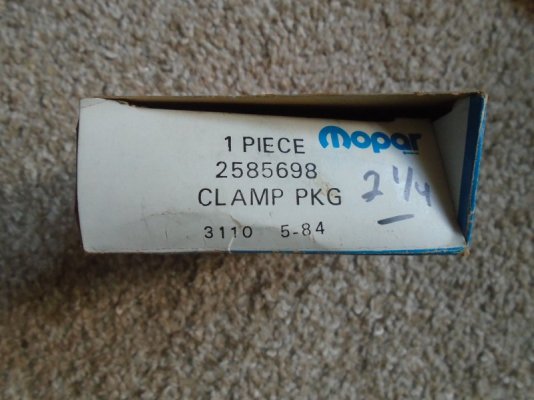 1 PIECE mopar
2585698
CLAMP PKG 2 1/4
3110 5-84